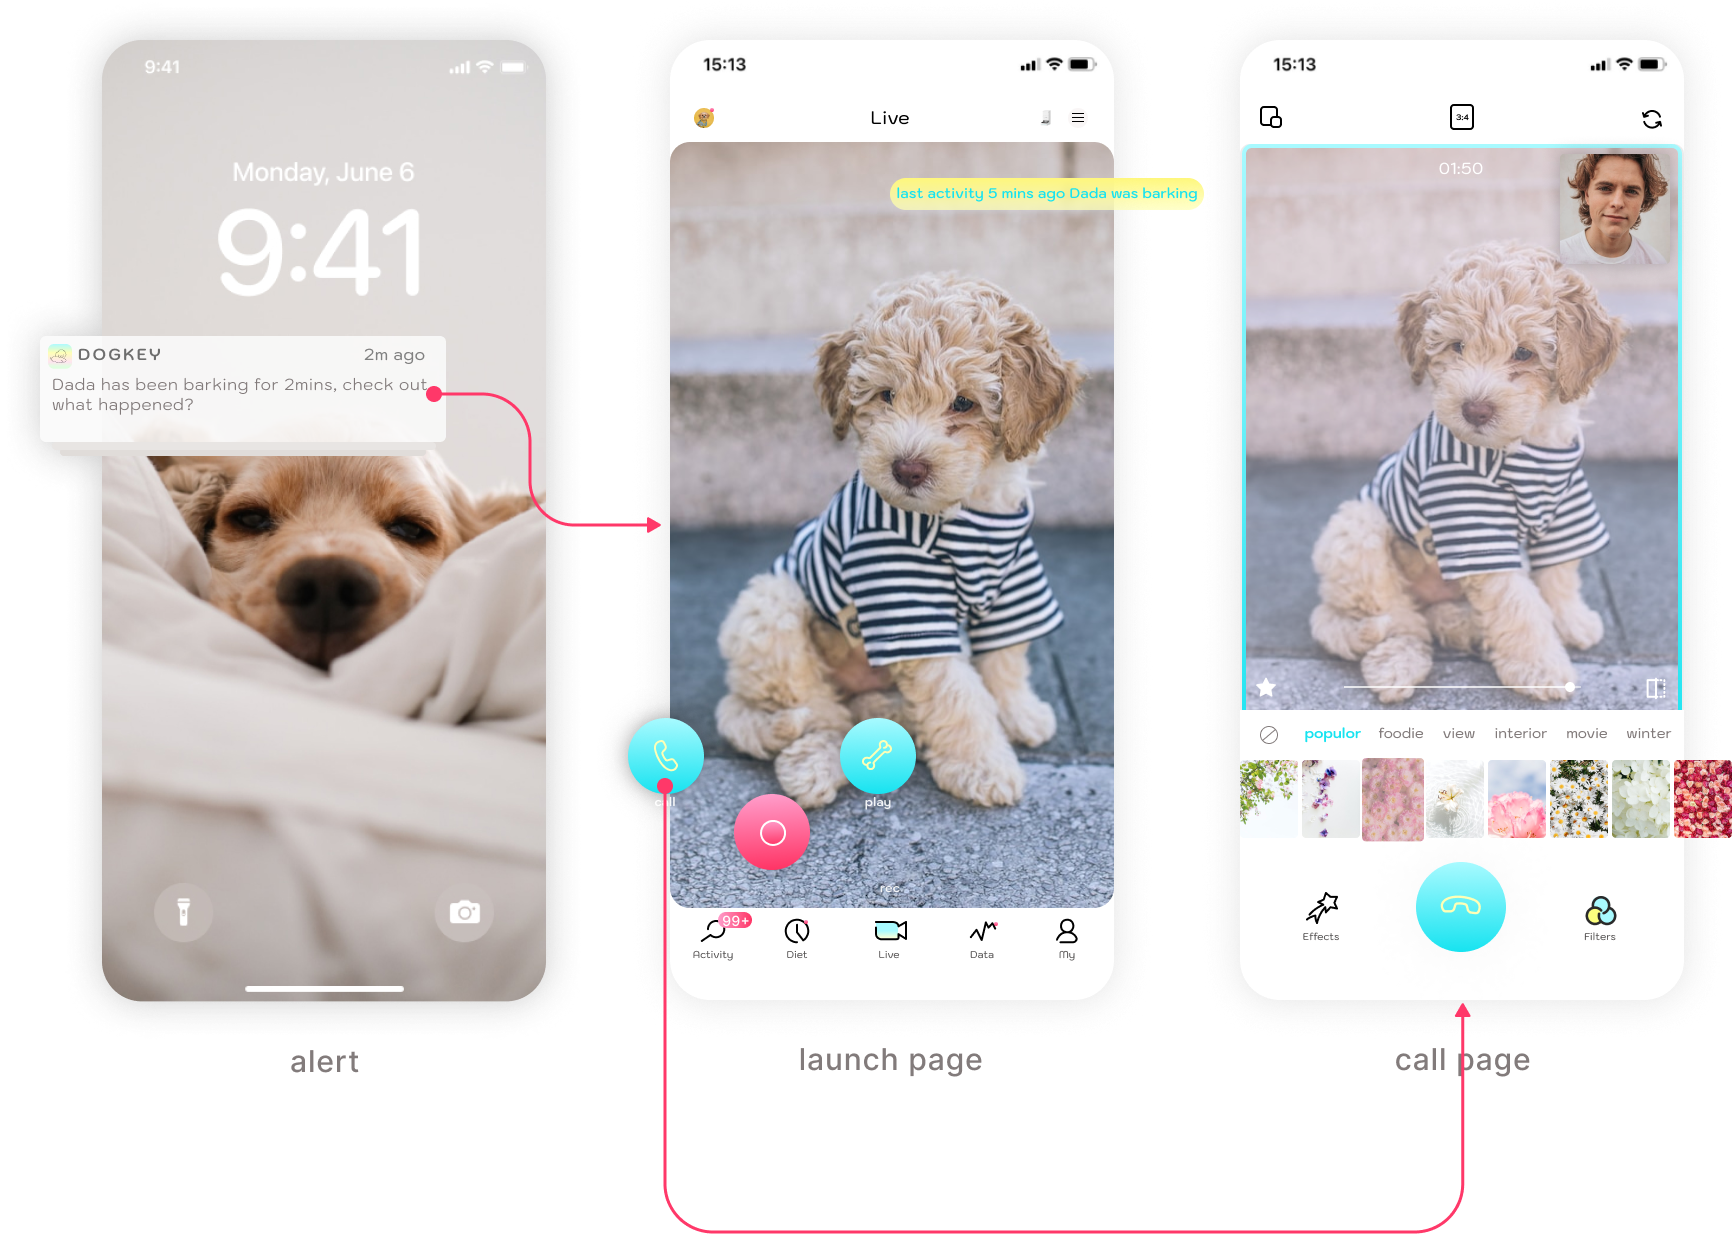 9:41
Monday, June 6
9:41
DOGKEY
2m ago
Dada has been barking for 2mins, check out
what happened?
alert
15:13
Live
last activity 5 mins ago Dada was barking
call
play
rec
99+
Activity
Diet
Live
Data
My
launch page
15:13
3:4
01:50
populor
foodie
view
interior
movie
winter
Effects
Filters
call page